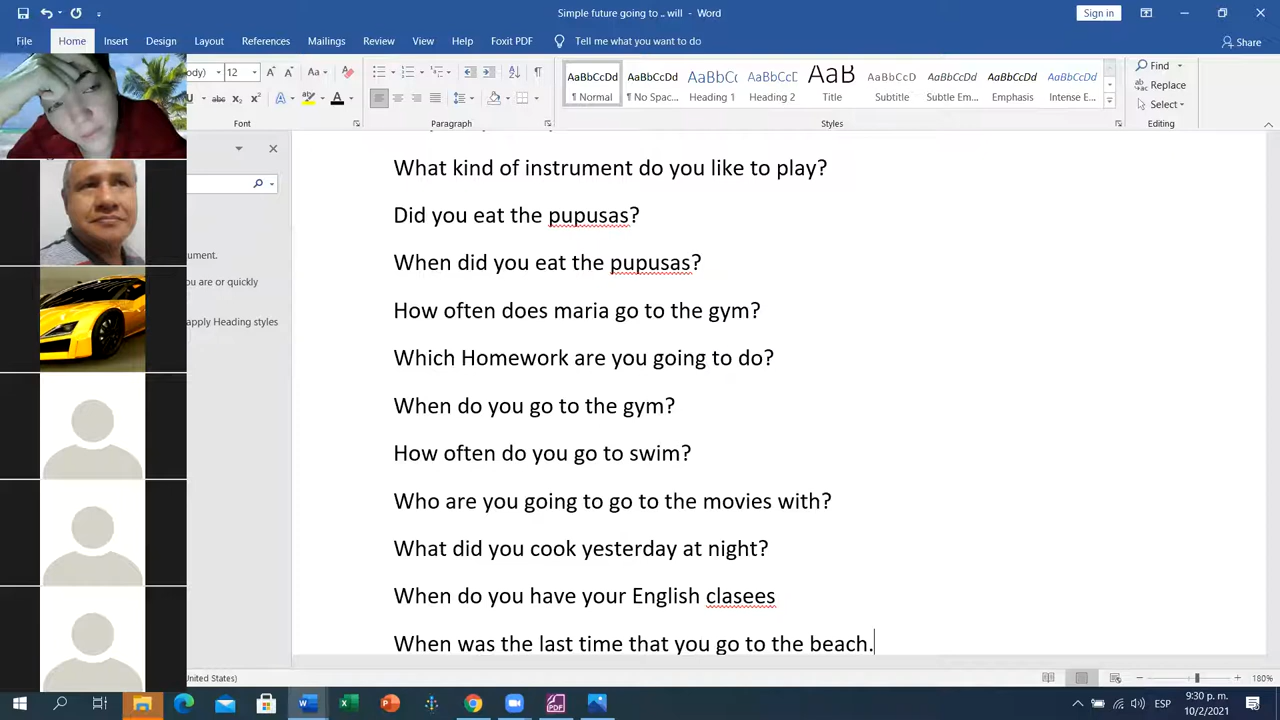 Simple future going to .. will - Word
Sign in
File Home Insert Design Layout References Mailings Review View Help Foxit PDF Tell me what you want to do Share
ody) 12 A A Aa
AaBbCcDd AaBbCcDd AaBbC AaBbCcD AaB AaBbCcD AaBbCcDd AaBbCcDd AaBbCcDd
¶ Normal ¶ No Spac... Heading 1 Heading 2 Title Subtitle Subtle Em... Emphasis Intense E...
Find
Replace
Select
Font Paragraph Styles Editing
What kind of instrument do you like to play?
Did you eat the pupusas?
When did you eat the pupusas?
How often does maria go to the gym?
Which Homework are you going to do?
When do you go to the gym?
How often do you go to swim?
Who are you going to go to the movies with?
What did you cook yesterday at night?
When do you have your English clasees
When was the last time that you go to the beach.
ument.
ou are or quickly
apply Heading styles
United States)
180%
ESP
9:30 p. m.
10/2/2021